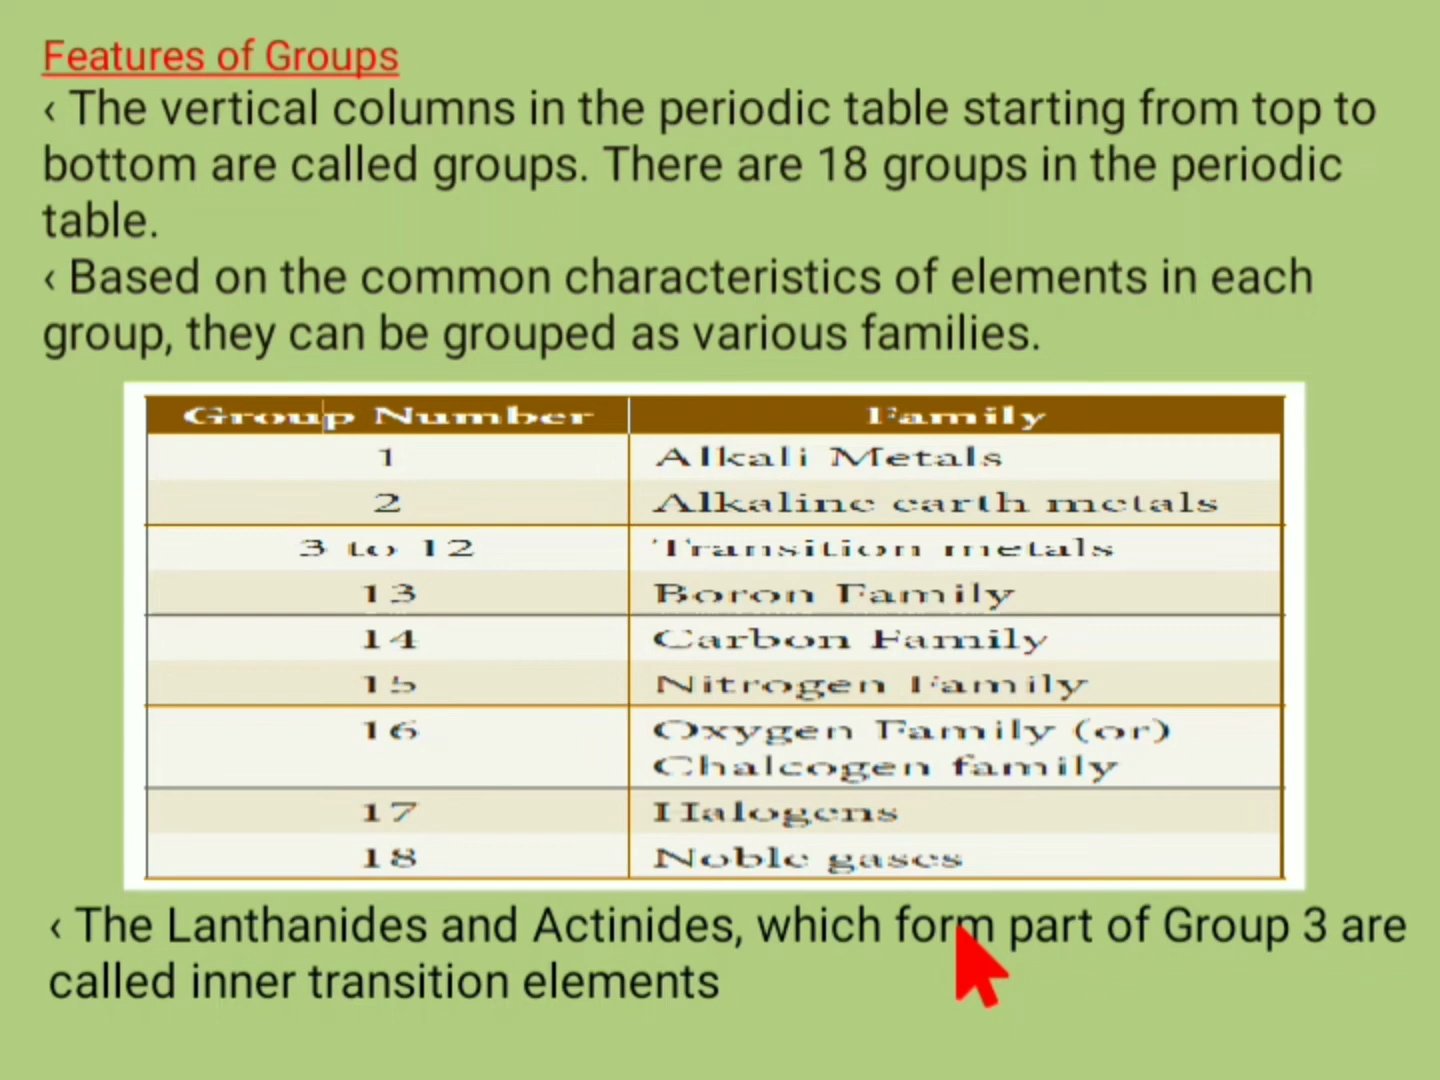 Features of Groups
‹ The vertical columns in the periodic table starting from top to
bottom are called groups. There are 18 groups in the periodic
table.
‹ Based on the common characteristics of elements in each
group, they can be grouped as various families.
Group Number Family
1 Alkali Metals
2 Alkaline earth metals
3 to 12 Transition metals
13 Boron Family
14 Carbon Family
15 Nitrogen Family
16 Oxygen Family (or)
Chalcogen family
17 Halogens
18 Noble gases
‹ The Lanthanides and Actinides, which form part of Group 3 are
called inner transition elements